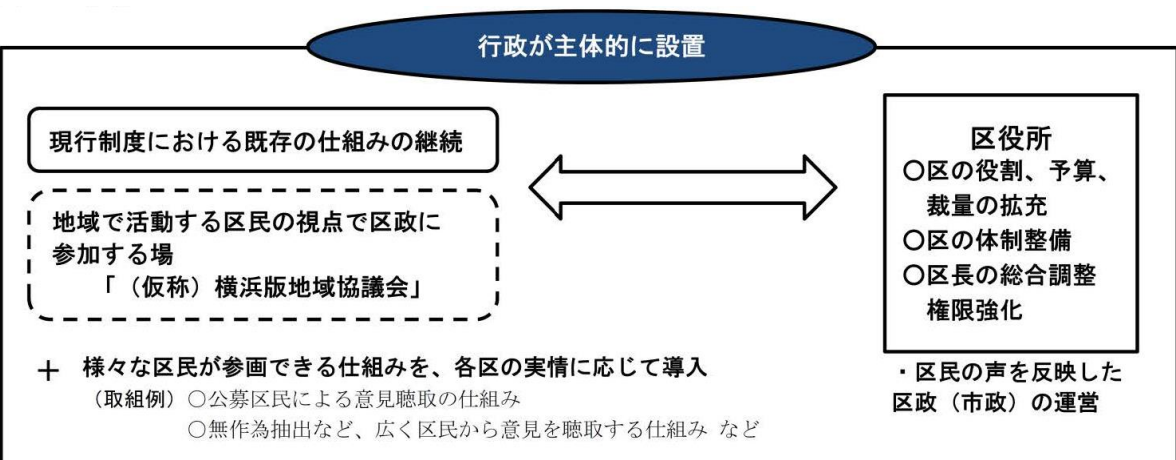 行政が主体的に設置
現行制度における既存の仕組みの継続
地域で活動する区民の視点で区政に
参加する場
「（仮称）横浜版地域協議会」
＋ 様々な区民が参画できる仕組みを、各区の実情に応じて導入
（取組例）○公募区民による意見聴取の仕組み
○無作為抽出など、広く区民から意見を聴取する仕組み など
区役所
○区の役割、予算、
裁量の拡充
○区の体制整備
○区長の総合調整
権限強化
・区民の声を反映した
区政（市政）の運営